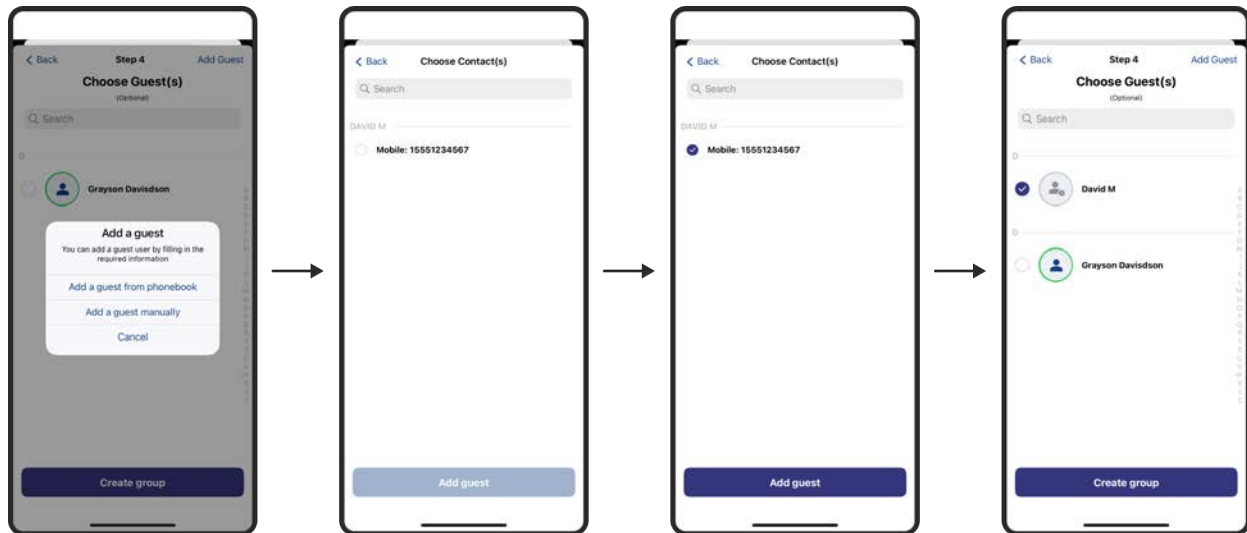 Back Step 4 Add Guest
Choose Guest(s)
(Optional)
Search
G
Grayson Davisdson
Add a guest
You can add a guest user by filling in the
required information
Add a guest from phonebook
Add a guest manually
Cancel
Create group
Back Choose Contact(s)
Search
DAVID M
Mobile: 15551234567
Add guest
Back Choose Contact(s)
Search
DAVID M
Mobile: 15551234567
Add guest
Back Step 4 Add Guest
Choose Guest(s)
(Optional)
Search
D
David M
G
Grayson Davisdson
Create group